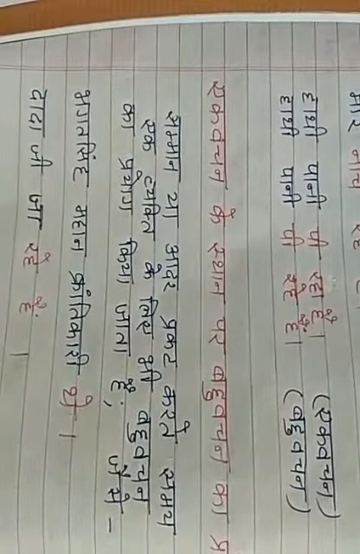 मोर नाच रहे
हाथी पानी पी रहा है। (एकवचन)
हाथी पानी पी रहे हैं। (बहुवचन)
एकवचन के स्थान पर बहुवचन का प्र
सम्मान या आदर प्रकट करते समय
एक व्यक्ति के लिए भी बहुवचन
का प्रयोग किया जाता है; जैसे -
भगतसिंह महान क्रांतिकारी थे।
दादा जी जा रहे हैं।